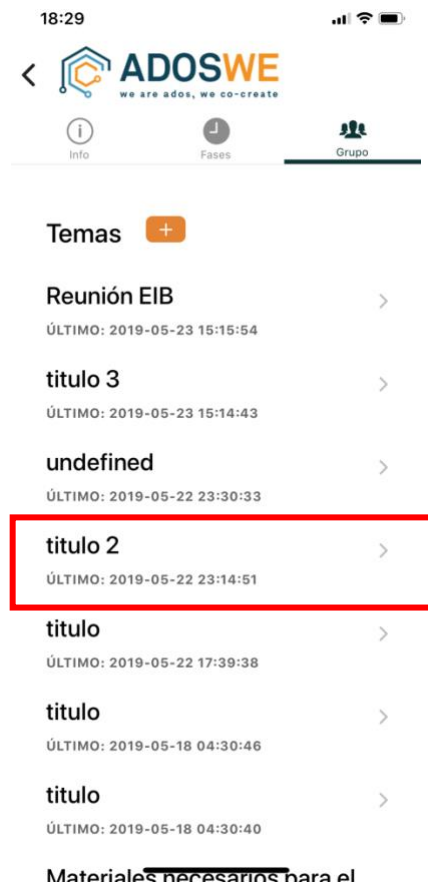 18:29
ADOSWE
we are ados, we co-create
Info
Fases
Grupo
Temas +
Reunión EIB
ÚLTIMO: 2019-05-23 15:15:54
titulo 3
ÚLTIMO: 2019-05-23 15:14:43
undefined
ÚLTIMO: 2019-05-22 23:30:33
titulo 2
ÚLTIMO: 2019-05-22 23:14:51
titulo
ÚLTIMO: 2019-05-22 17:39:38
titulo
ÚLTIMO: 2019-05-18 04:30:46
titulo
ÚLTIMO: 2019-05-18 04:30:40
Materiales necesarios para el